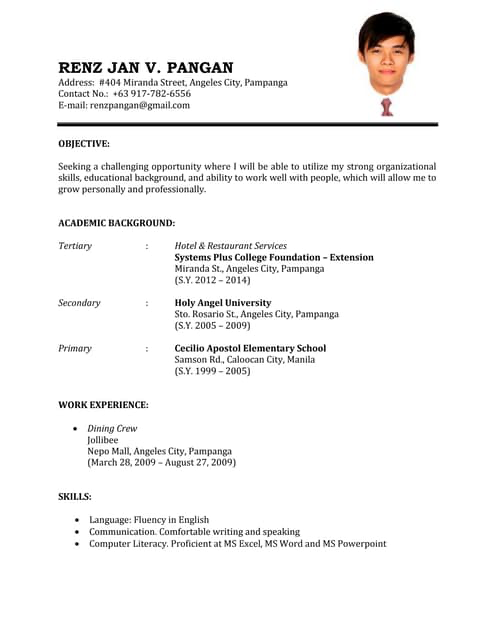 RENZ JAN V. PANGAN
Address: #404 Miranda Street, Angeles City, Pampanga
Contact No.: +63 917-782-6556
E-mail: renzpangan@gmail.com
OBJECTIVE:
Seeking a challenging opportunity where I will be able to utilize my strong organizational
skills, educational background, and ability to work well with people, which will allow me to
grow personally and professionally.
ACADEMIC BACKGROUND:
Tertiary : Hotel & Restaurant Services
Systems Plus College Foundation – Extension
Miranda St., Angeles City, Pampanga
(S.Y. 2012 – 2014)
Secondary : Holy Angel University
Sto. Rosario St., Angeles City, Pampanga
(S.Y. 2005 – 2009)
Primary : Cecilio Apostol Elementary School
Samson Rd., Caloocan City, Manila
(S.Y. 1999 – 2005)
WORK EXPERIENCE:
• Dining Crew
Jollibee
Nepo Mall, Angeles City, Pampanga
(March 28, 2009 – August 27, 2009)
SKILLS:
• Language: Fluency in English
• Communication. Comfortable writing and speaking
• Computer Literacy. Proficient at MS Excel, MS Word and MS Powerpoint